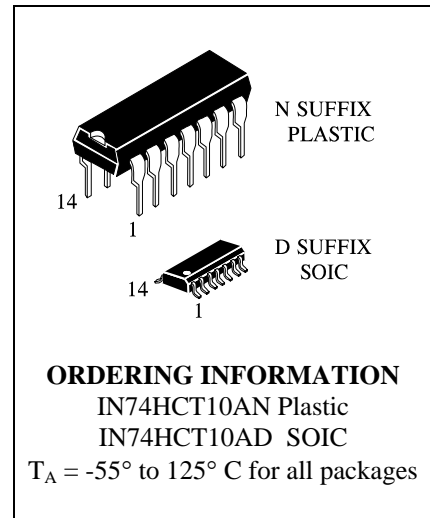 N SUFFIX
PLASTIC
14
1
D SUFFIX
SOIC
14
1
ORDERING INFORMATION
IN74HCT10AN Plastic
IN74HCT10AD SOIC
T_A = -55° to 125° C for all packages